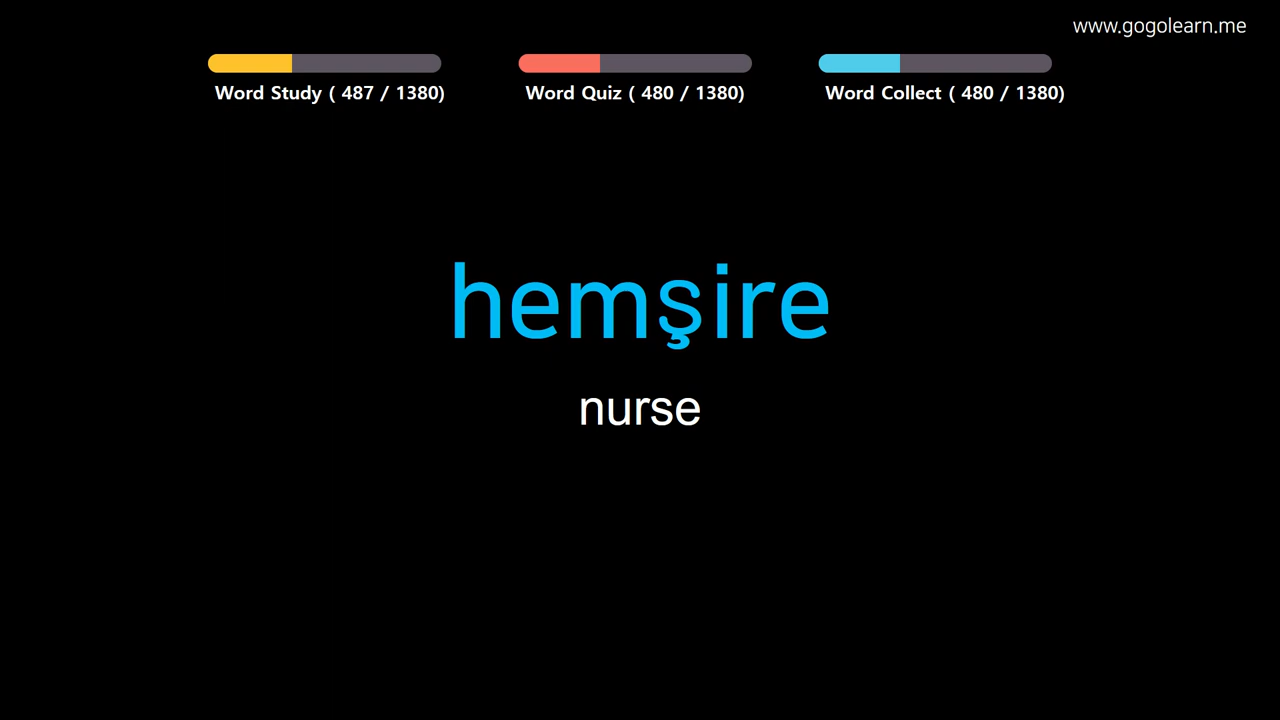 www.gogolearn.me
Word Study ( 487 / 1380)
Word Quiz ( 480 / 1380)
Word Collect ( 480 / 1380)
hemşire
nurse